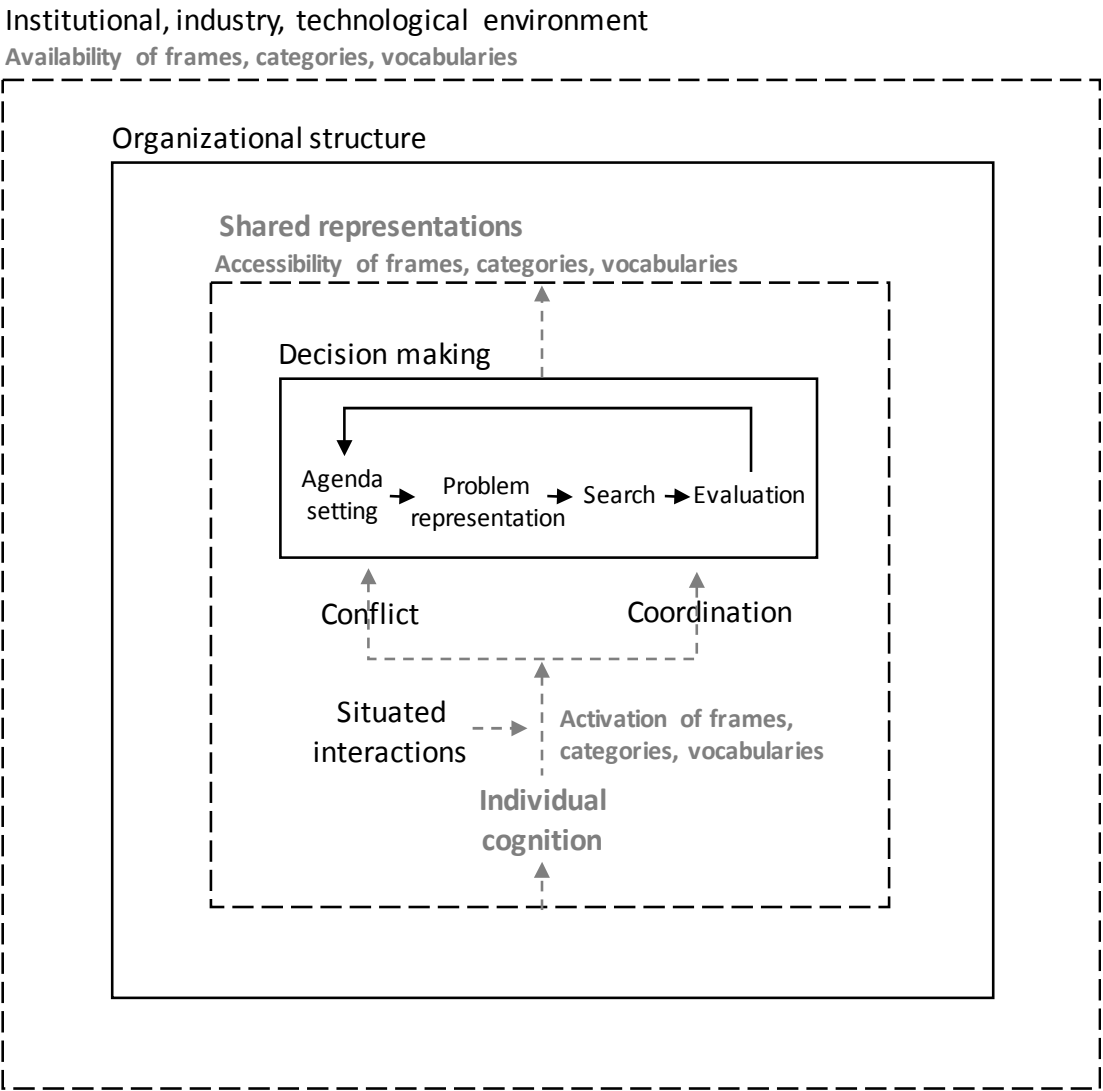 Institutional, industry, technological environment
Availability of frames, categories, vocabularies
Organizational structure
Shared representations
Accessibility of frames, categories, vocabularies
Decision making
Agenda
setting
Problem
representation
Search
Evaluation
Conflict
Coordination
Situated
interactions
Activation of frames,
categories, vocabularies
Individual
cognition